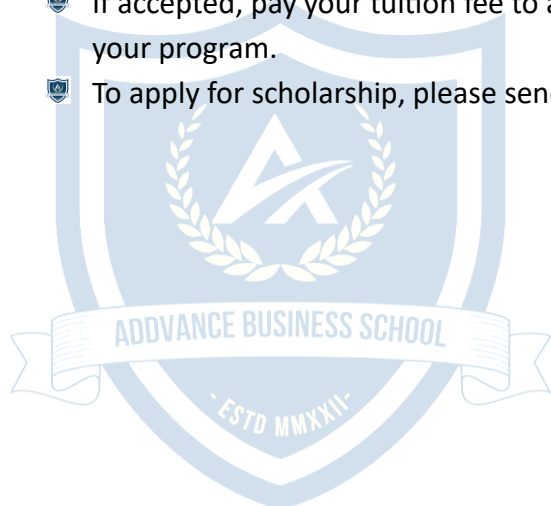 If accepted, pay your tuition fee to a
your program.
To apply for scholarship, please sen
ADDVANCE BUSINESS SCHOOL
- ESTD MMXXII-